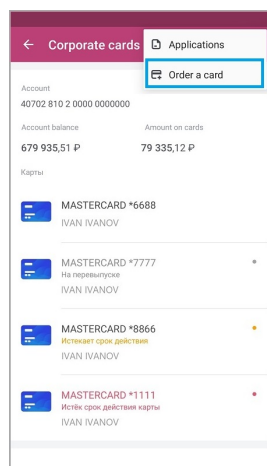 Corporate cards
Applications
Order a card
Account
40702 810 2 0000 0000000
Account balance
Amount on cards
679 935,51 ₽
79 335,12 ₽
Карты
MASTERCARD *6688
IVAN IVANOV
MASTERCARD *7777
На перевыпуске
IVAN IVANOV
MASTERCARD *8866
Истекает срок действия
IVAN IVANOV
MASTERCARD *1111
Истёк срок действия карты
IVAN IVANOV